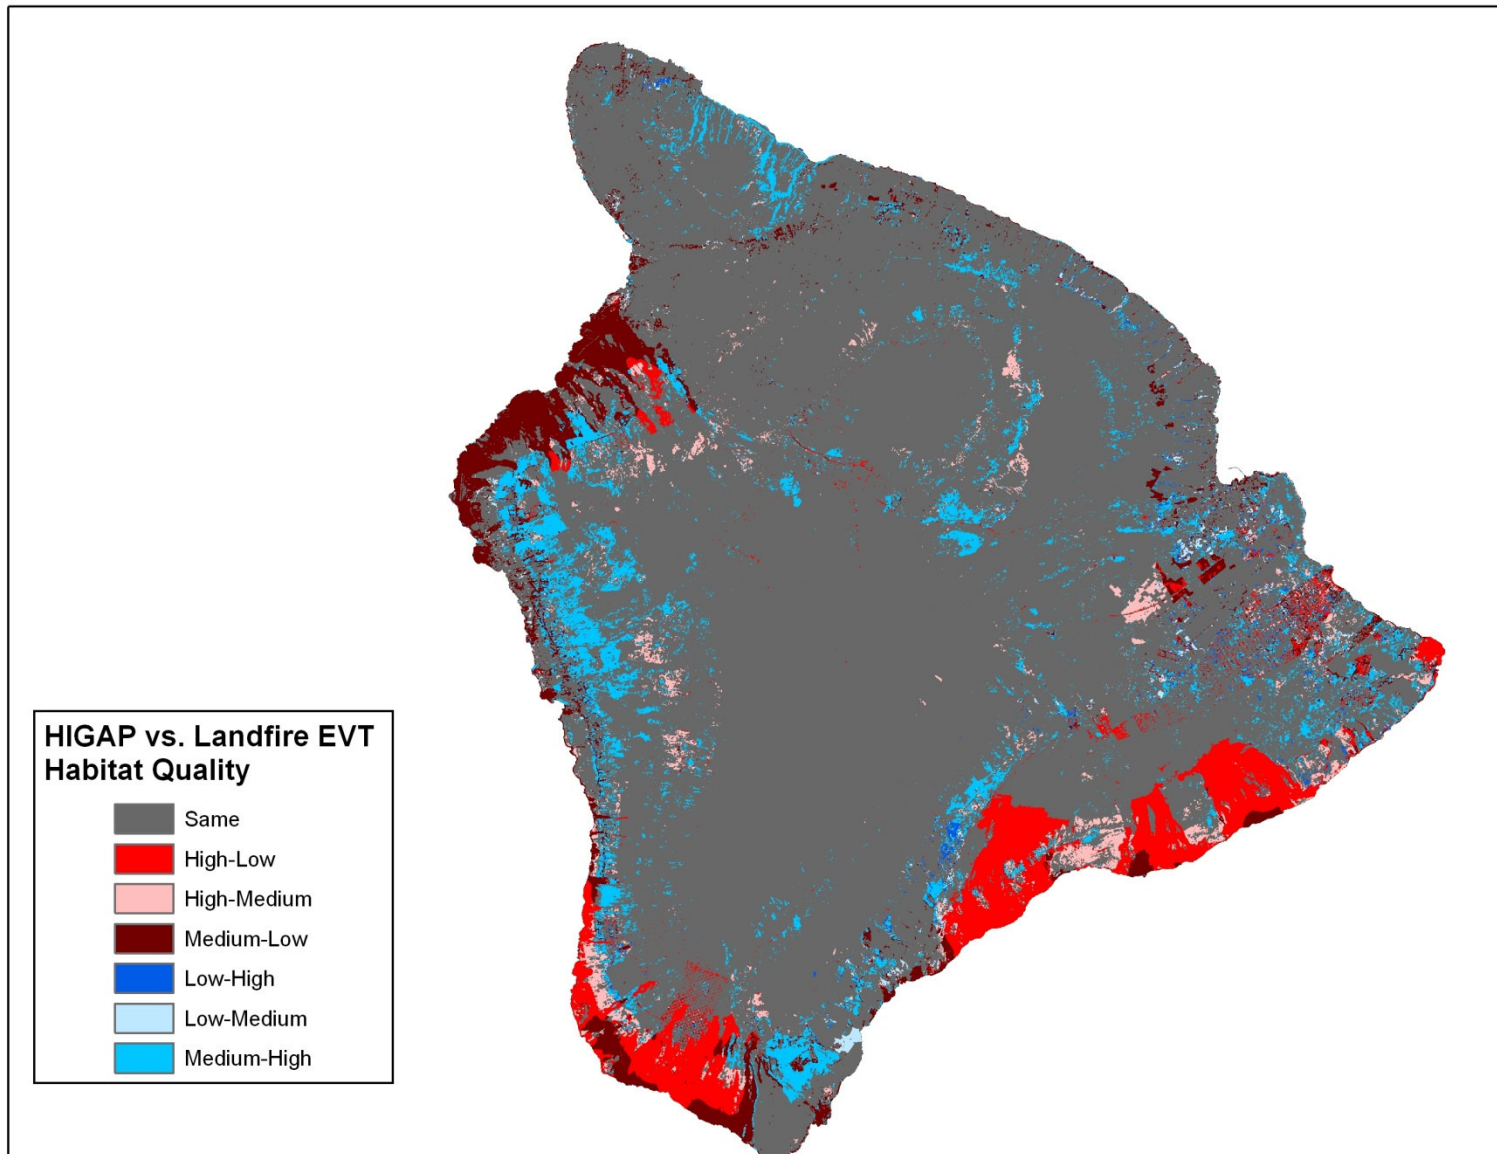 HIGAP vs. Landfire EVT
Habitat Quality
Same
High-Low
High-Medium
Medium-Low
Low-High
Low-Medium
Medium-High